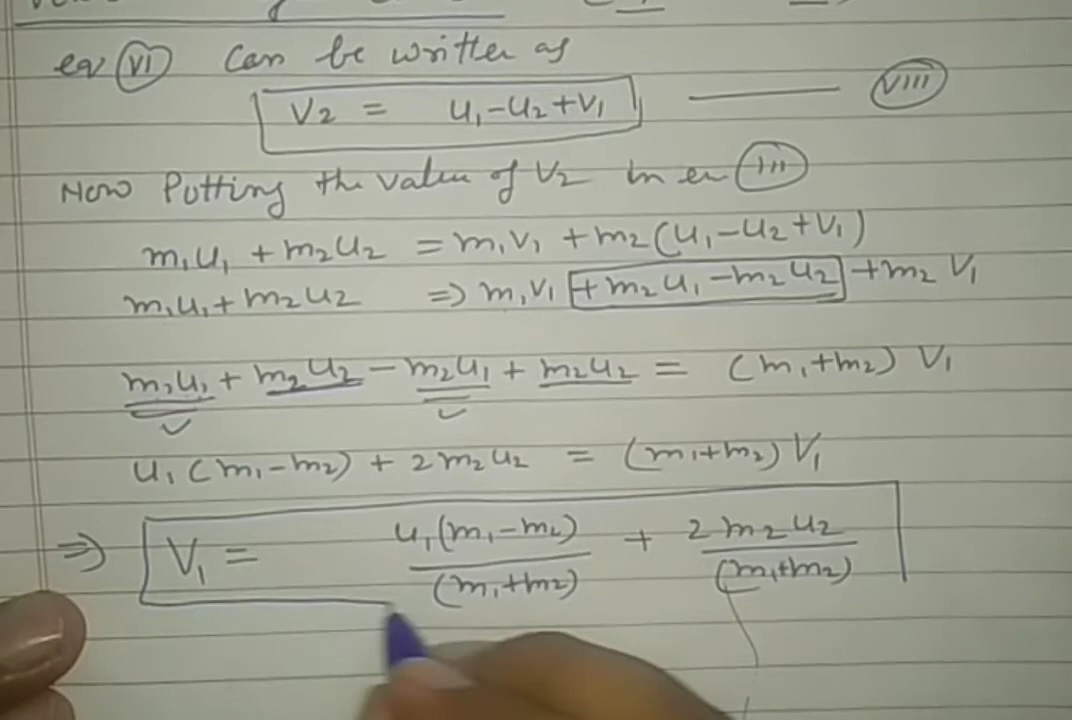 eq (VI) Can be written as
V2 = u₁-u₂+v₁ (VIII)
Now Putting the value of V2 in eq (III)
m₁u₁ + m₂u₂ = m₁v₁ + m₂(u₁-u₂+v₁)
m₁u₁+m₂u₂ ⇒ m₁v₁ +m₂u₁-m₂u₂ +m₂v₁
m₁u₁ + m₂u₂ - m₂u₁ + m₂u₂ = (m₁+m₂) V₁
u₁(m₁-m₂) + 2m₂u₂ = (m₁+m₂) V₁
⇒ V₁ = u₁(m₁-m₂)/(m₁+m₂) + 2m₂u₂/(m₁+m₂)